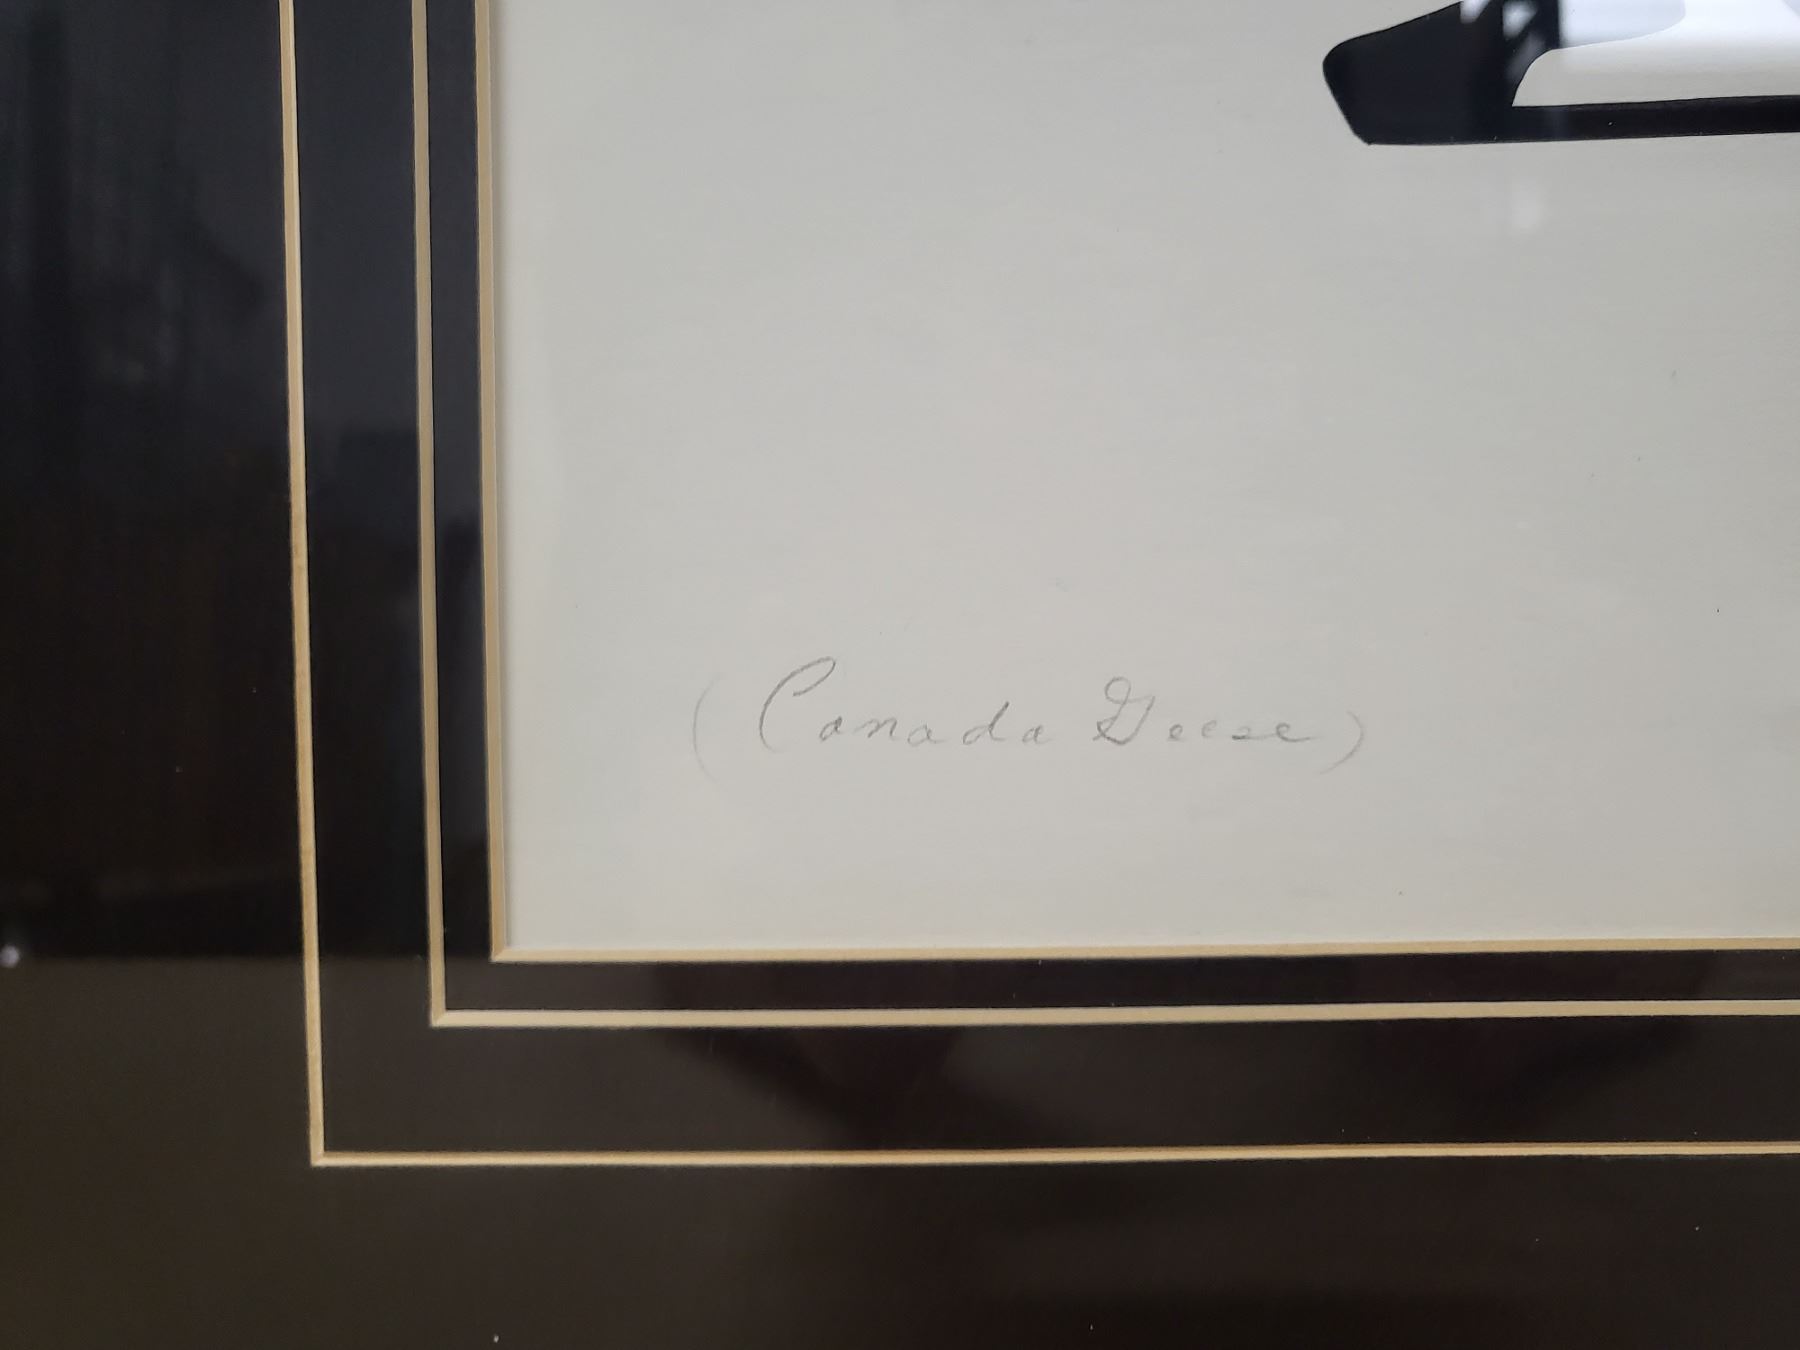 ( Canada Geese )